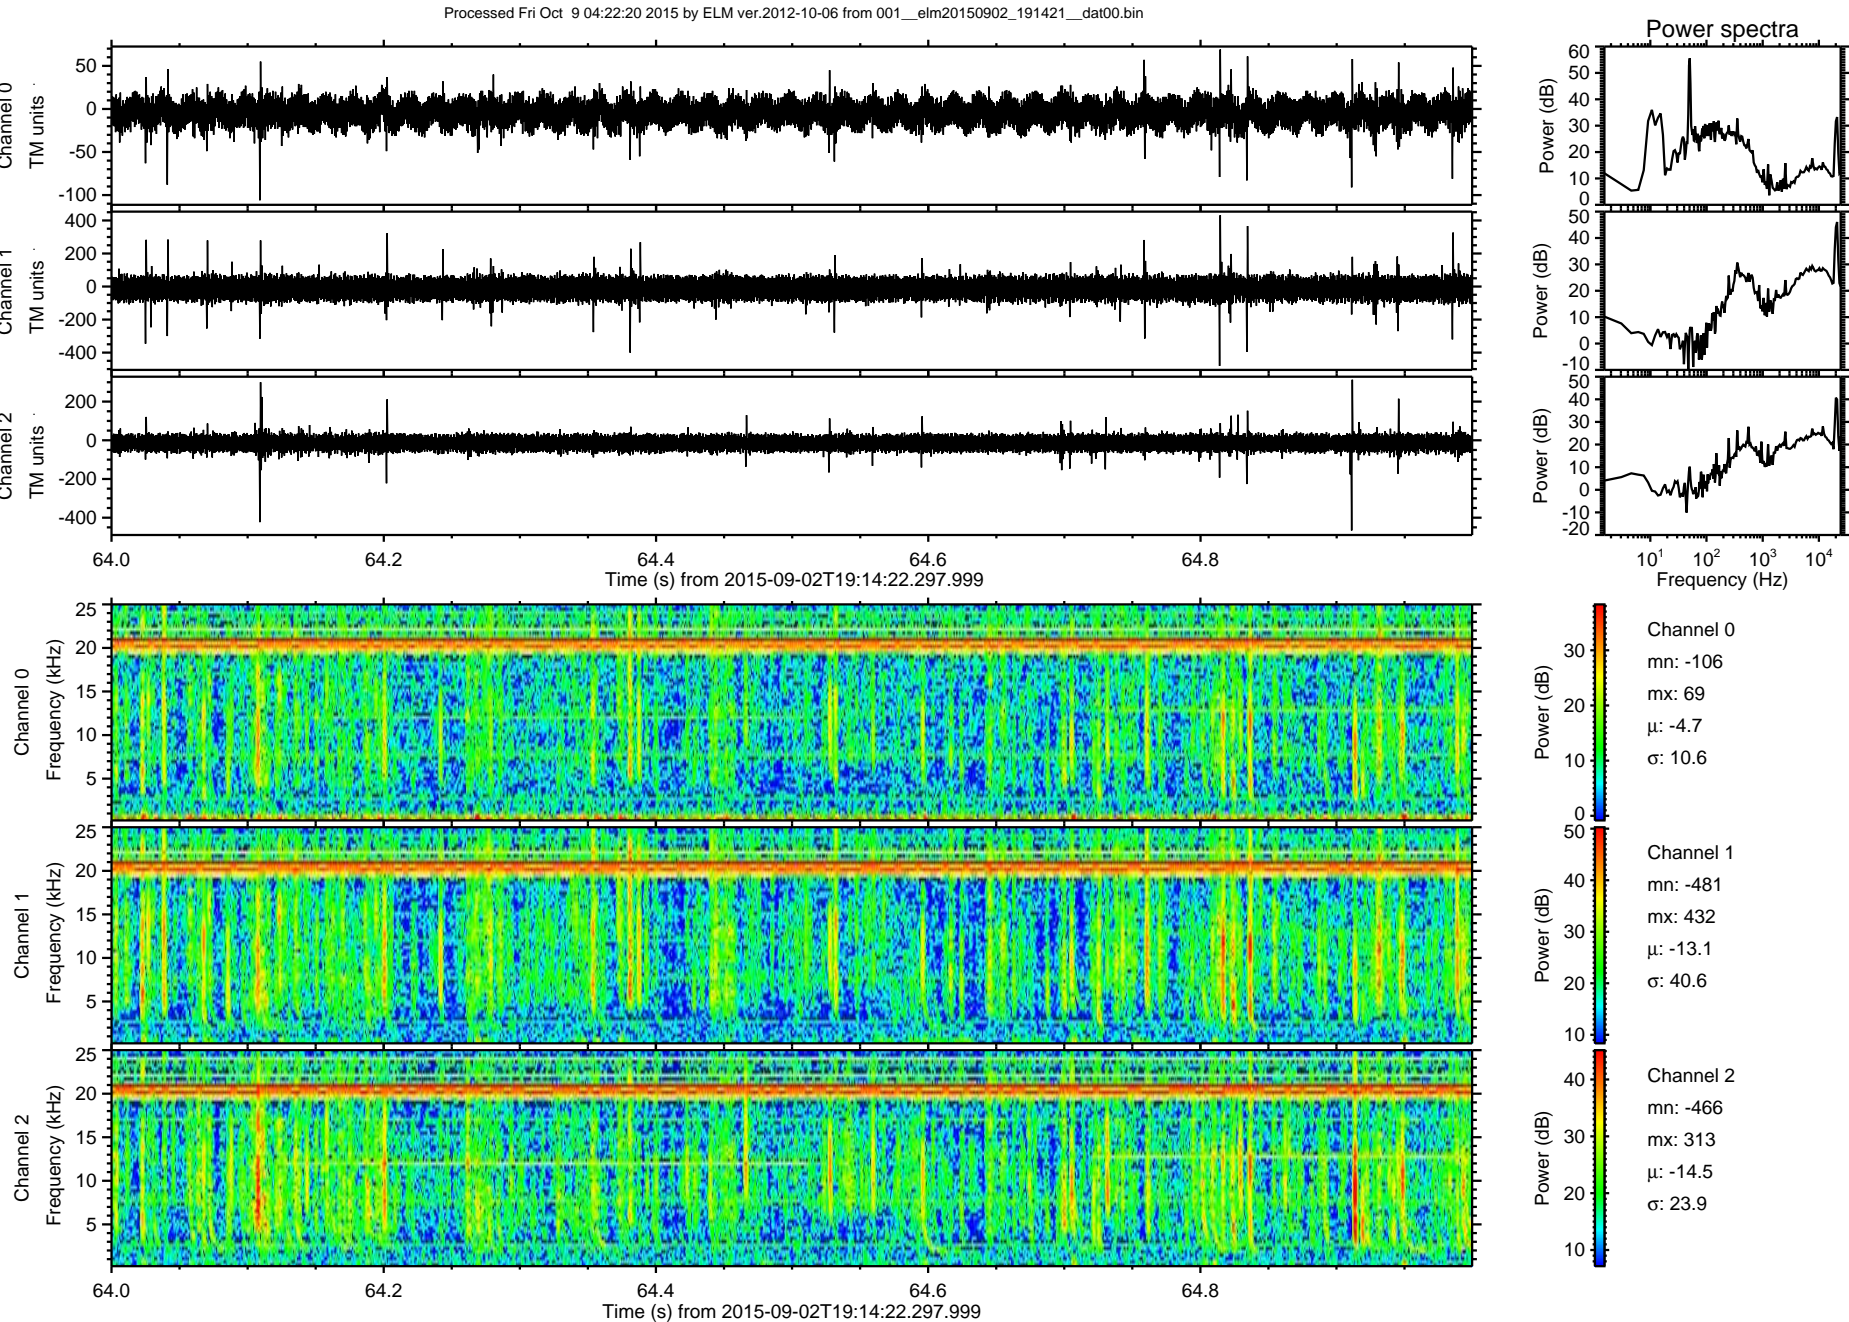 Processed Fri Oct  9 04:22:20 2015 by ELM ver.2012-10-06 from 001__elm20150902_191421__dat00.bin
Power spectra
Channel 0
TM units
50
0
-50
-100
Power (dB)
60
50
40
30
20
10
0
Channel 1
TM units
400
200
0
-200
-400
Power (dB)
50
40
30
20
10
0
-10
Channel 2
TM units
200
0
-200
-400
Power (dB)
50
40
30
20
10
0
-10
-20
64.0 64.2 64.4 64.6 64.8
Time (s) from 2015-09-02T19:14:22.297.999
10¹ 10² 10³ 10⁴
Frequency (Hz)
Channel 0
Frequency (kHz)
25
20
15
10
5
Power (dB)
30
20
10
0
Channel 0
mn: -106
mx: 69
μ: -4.7
σ: 10.6
Channel 1
Frequency (kHz)
25
20
15
10
5
Power (dB)
50
40
30
20
10
Channel 1
mn: -481
mx: 432
μ: -13.1
σ: 40.6
Channel 2
Frequency (kHz)
25
20
15
10
5
Power (dB)
40
30
20
10
Channel 2
mn: -466
mx: 313
μ: -14.5
σ: 23.9
64.0 64.2 64.4 64.6 64.8
Time (s) from 2015-09-02T19:14:22.297.999